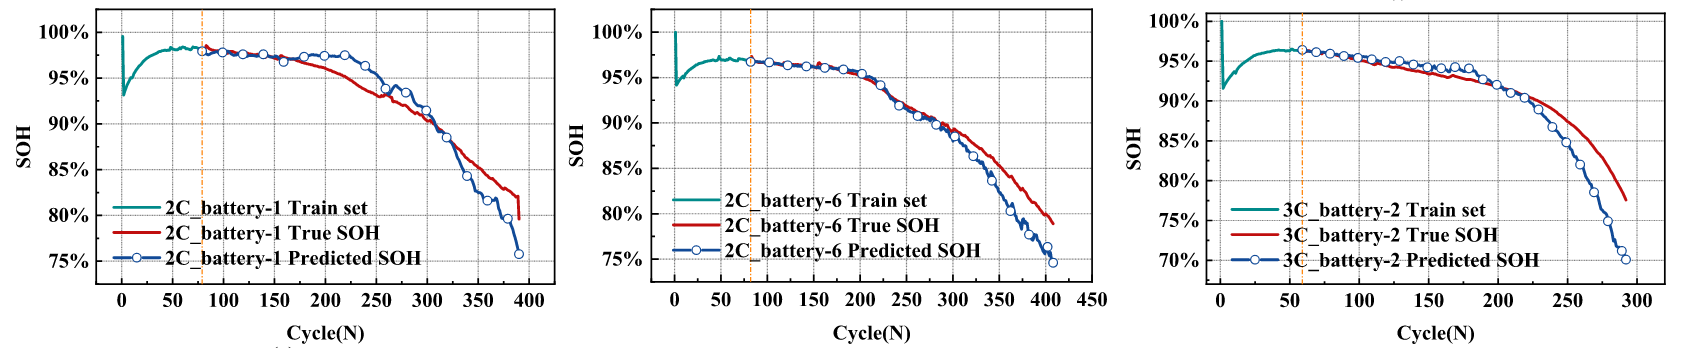 100%
95%
90%
85%
80%
75%
SOH
2C_battery-1 Train set
2C_battery-1 True SOH
2C_battery-1 Predicted SOH
0 50 100 150 200 250 300 350 400
Cycle(N)
100%
95%
90%
85%
80%
75%
SOH
2C_battery-6 Train set
2C_battery-6 True SOH
2C_battery-6 Predicted SOH
0 50 100 150 200 250 300 350 400 450
Cycle(N)
100%
95%
90%
85%
80%
75%
70%
SOH
3C_battery-2 Train set
3C_battery-2 True SOH
3C_battery-2 Predicted SOH
0 50 100 150 200 250 300
Cycle(N)